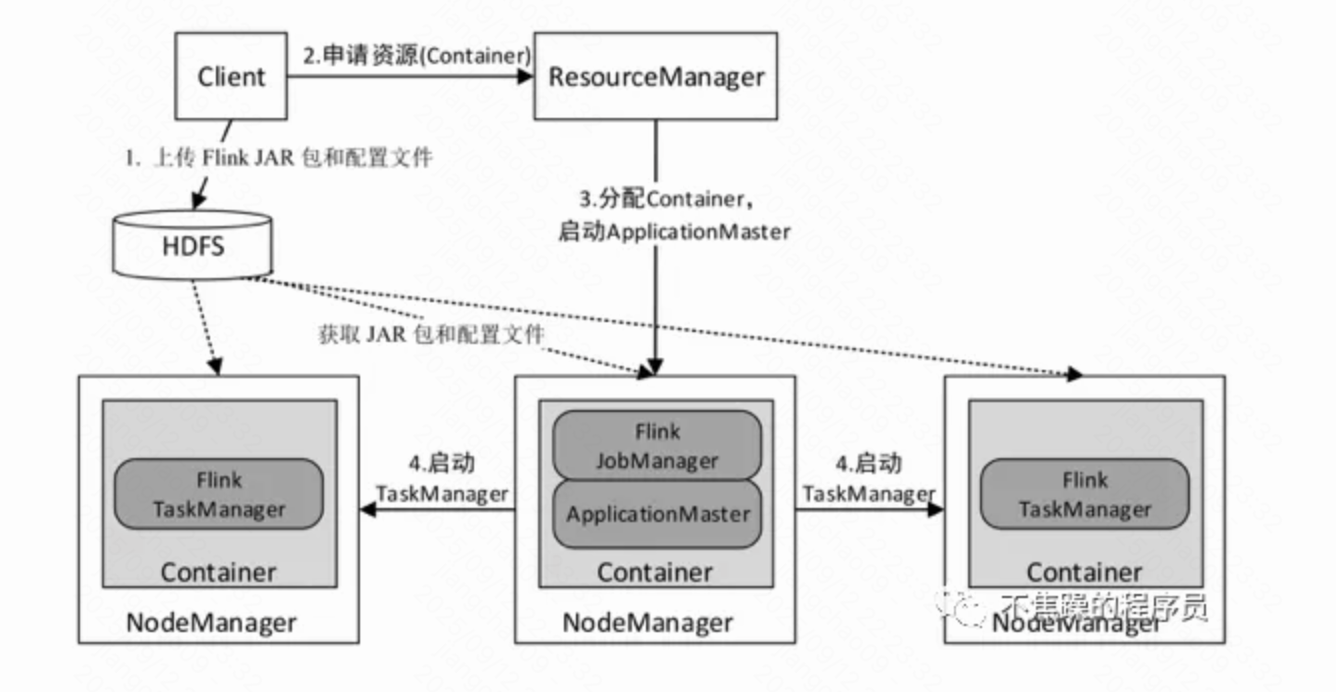 2.申请资源(Container)
Client
ResourceManager
1. 上传 Flink JAR 包和配置文件
3.分配Container，
启动ApplicationMaster
HDFS
获取 JAR 包和配置文件
Flink
JobManager
4.启动
TaskManager
4.启动
TaskManager
Flink
TaskManager
ApplicationMaster
Flink
TaskManager
Container
Container
Container
不焦躁的程序员
NodeManager
NodeManager
NodeManager